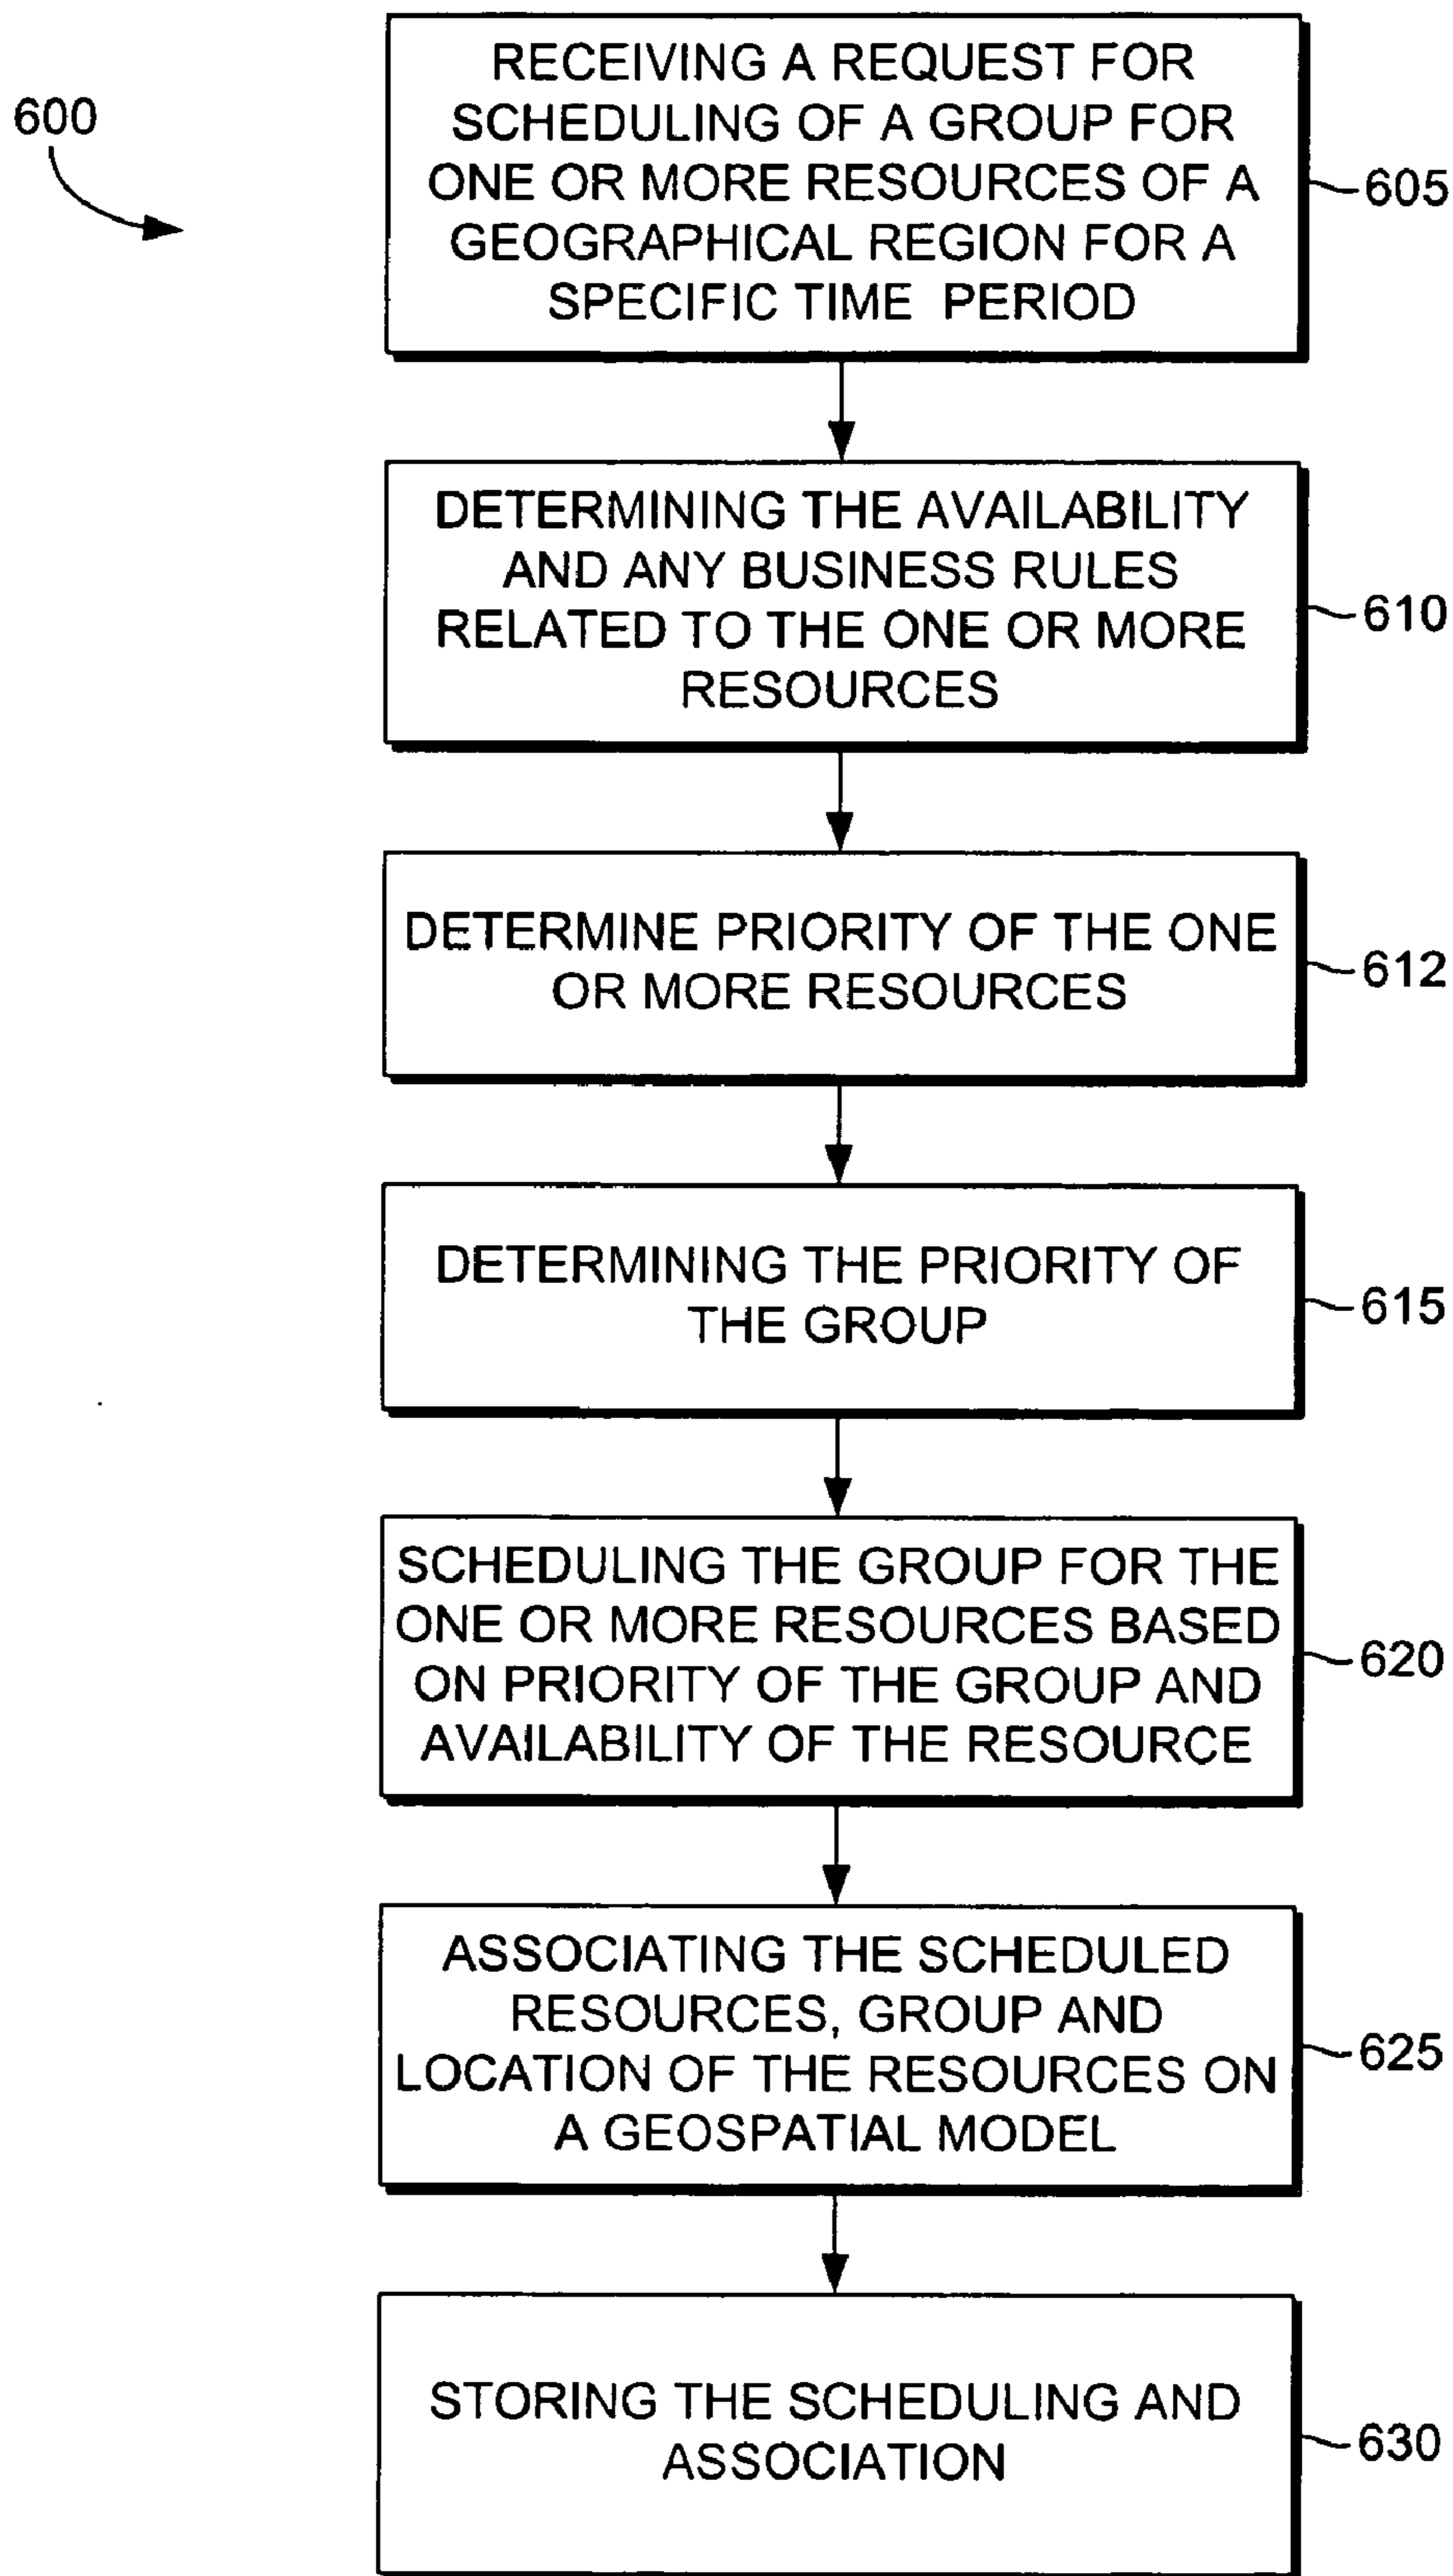 600
RECEIVING A REQUEST FOR
SCHEDULING OF A GROUP FOR
ONE OR MORE RESOURCES OF A
GEOGRAPHICAL REGION FOR A
SPECIFIC TIME PERIOD
605
DETERMINING THE AVAILABILITY
AND ANY BUSINESS RULES
RELATED TO THE ONE OR MORE
RESOURCES
610
DETERMINE PRIORITY OF THE ONE
OR MORE RESOURCES
612
DETERMINING THE PRIORITY OF
THE GROUP
615
SCHEDULING THE GROUP FOR THE
ONE OR MORE RESOURCES BASED
ON PRIORITY OF THE GROUP AND
AVAILABILITY OF THE RESOURCE
620
ASSOCIATING THE SCHEDULED
RESOURCES, GROUP AND
LOCATION OF THE RESOURCES ON
A GEOSPATIAL MODEL
625
STORING THE SCHEDULING AND
ASSOCIATION
630